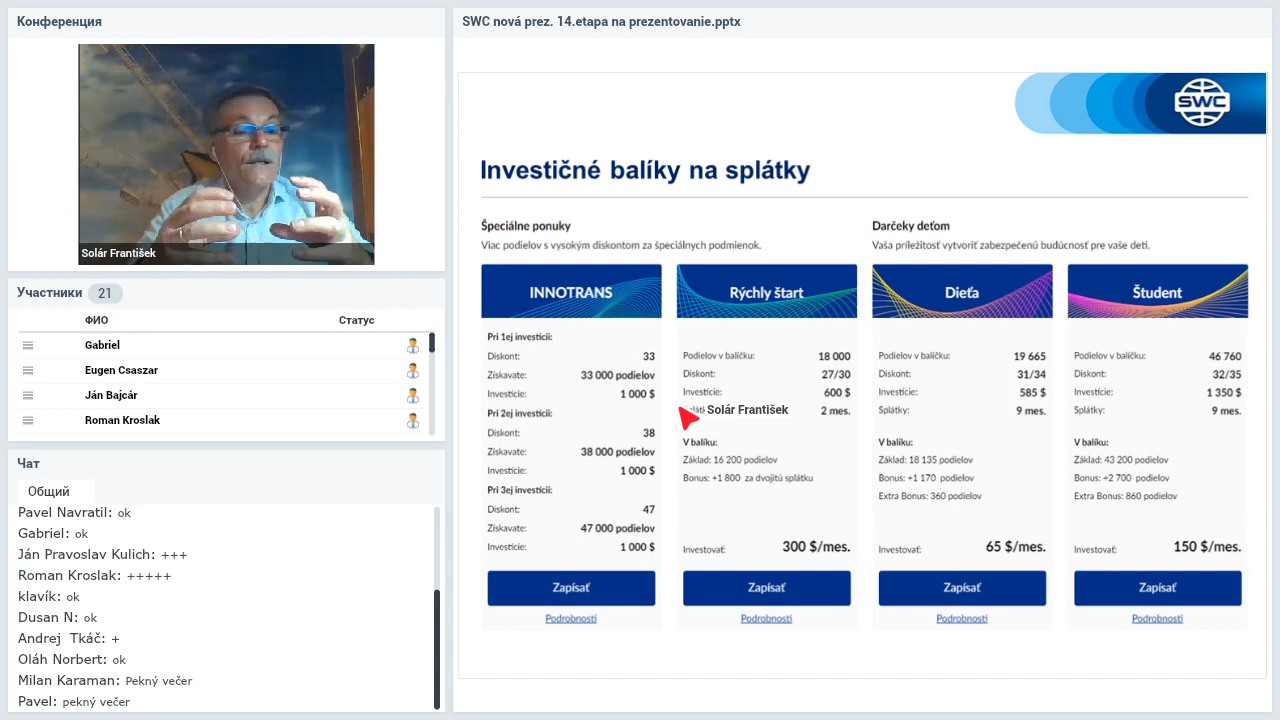 Конференция
Solár František
Участники 21
ФИО Статус
Gabriel
Eugen Csaszar
Ján Bajcár
Roman Kroslak
Чат
Общий
Pavel Navratil: ok
Gabriel: ok
Ján Pravoslav Kulich: +++
Roman Kroslak: +++++
klavík: ok
Dusan N: ok
Andrej Tkáč: +
Oláh Norbert: ok
Milan Karaman: Pekný večer
Pavel: pekný večer
SWC nová prez. 14.etapa na prezentovanie.pptx
SWC
Investičné balíky na splátky
Špeciálne ponuky
Viac podielov s vysokým diskontom za špeciálnych podmienok.
Darčeky deťom
Vaša príležitosť vytvoriť zabezpečenú budúcnosť pre vaše deti.
INNOTRANS
Pri 1ej investícii:
Diskont: 33
Získavate: 33 000 podielov
Investície: 1 000 $
Pri 2ej investícii:
Diskont: 38
Získavate: 38 000 podielov
Investície: 1 000 $
Pri 3ej investícii:
Diskont: 47
Získavate: 47 000 podielov
Investície: 1 000 $
Zapísať
Podrobnosti
Rýchly štart
Podielov v balíčku: 18 000
Diskont: 27/30
Investície: 600 $
2 mes.
Solár František
V balíku:
Základ: 16 200 podielov
Bonus: +1 800 za dvojitú splátku
Investovať: 300 $/mes.
Zapísať
Podrobnosti
Dieťa
Podielov v balíčku: 19 665
Diskont: 31/34
Investície: 585 $
Splátky: 9 mes.
V balíku:
Základ: 18 135 podielov
Bonus: +1 170 podielov
Extra Bonus: 360 podielov
Investovať: 65 $/mes.
Zapísať
Podrobnosti
Študent
Podielov v balíčku: 46 760
Diskont: 32/35
Investície: 1 350 $
Splátky: 9 mes.
V balíku:
Základ: 43 200 podielov
Bonus: +2 700 podielov
Extra Bonus: 860 podielov
Investovať: 150 $/mes.
Zapísať
Podrobnosti